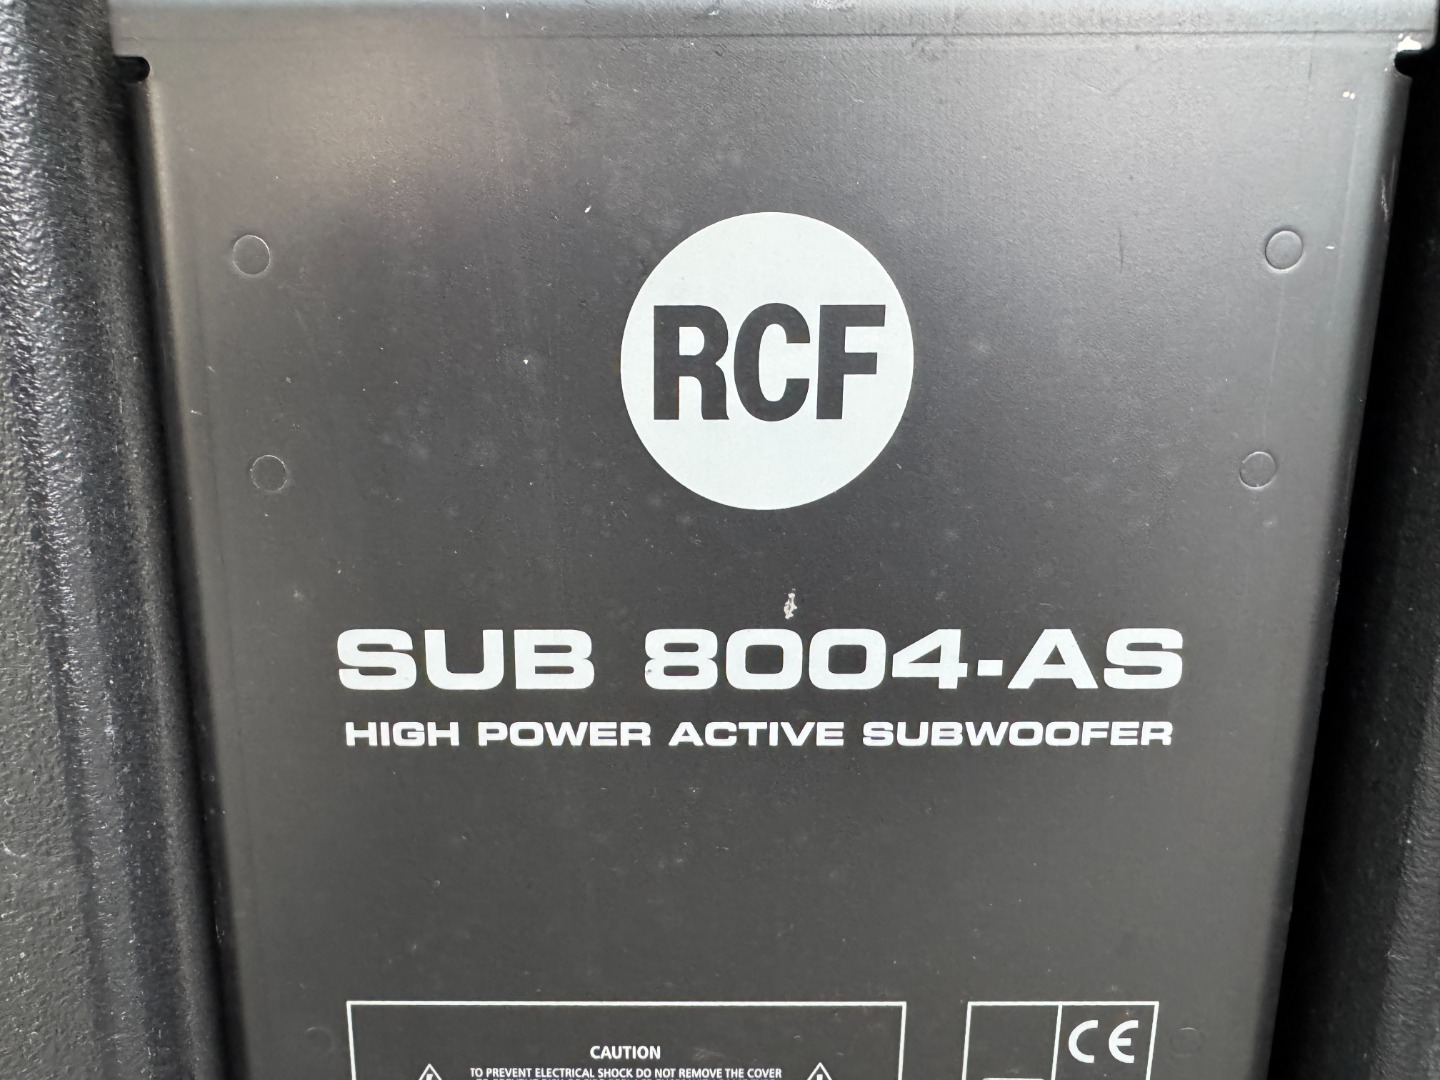 RCF
SUB 8004-AS
HIGH POWER ACTIVE SUBWOOFER
CAUTION
TO PREVENT ELECTRICAL SHOCK DO NOT REMOVE THE COVER
CE